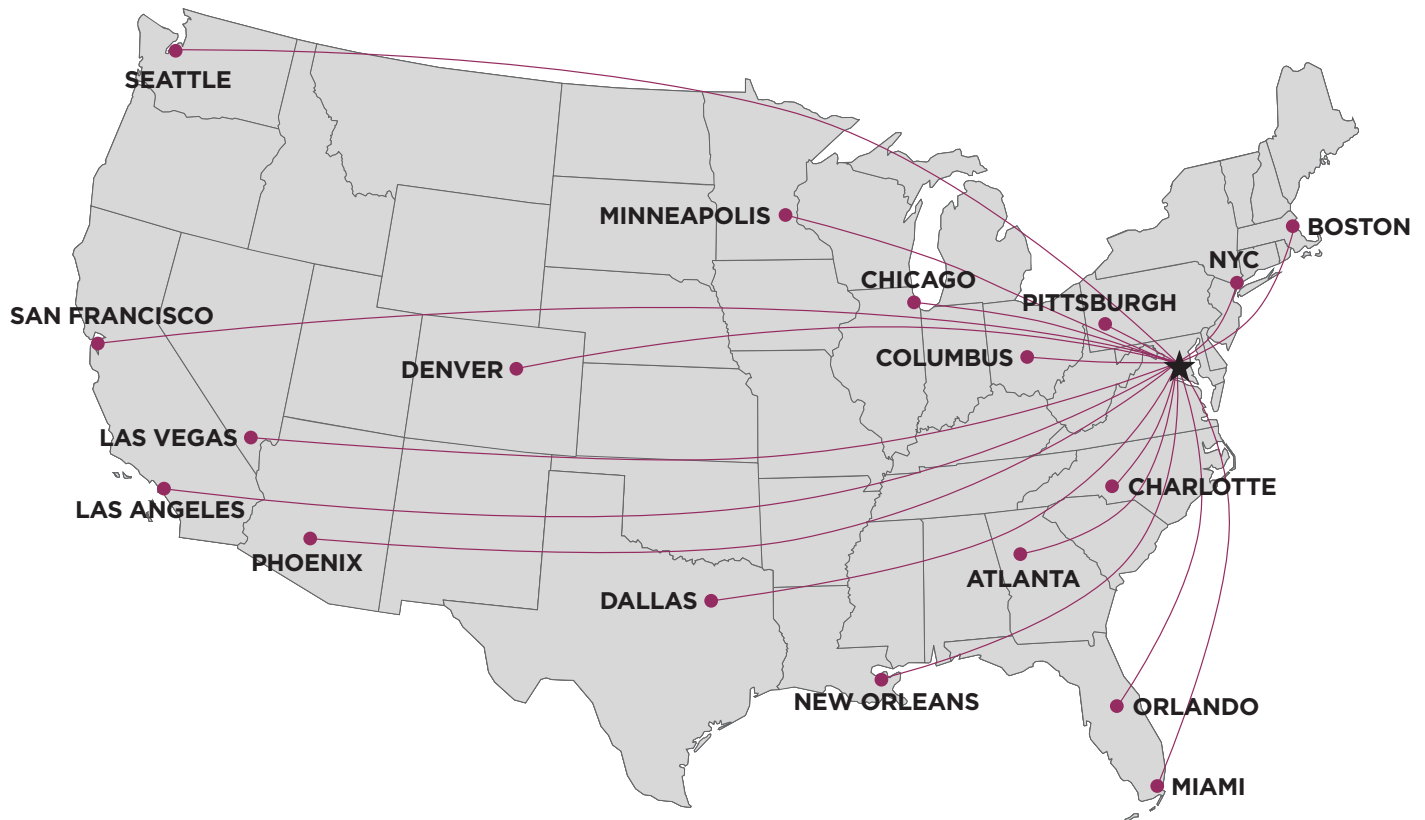 SEATTLE
MINNEAPOLIS
BOSTON
NYC
CHICAGO
PITTSBURGH
SAN FRANCISCO
COLUMBUS
DENVER
LAS VEGAS
CHARLOTTE
LAS ANGELES
PHOENIX
ATLANTA
DALLAS
NEW ORLEANS
ORLANDO
MIAMI